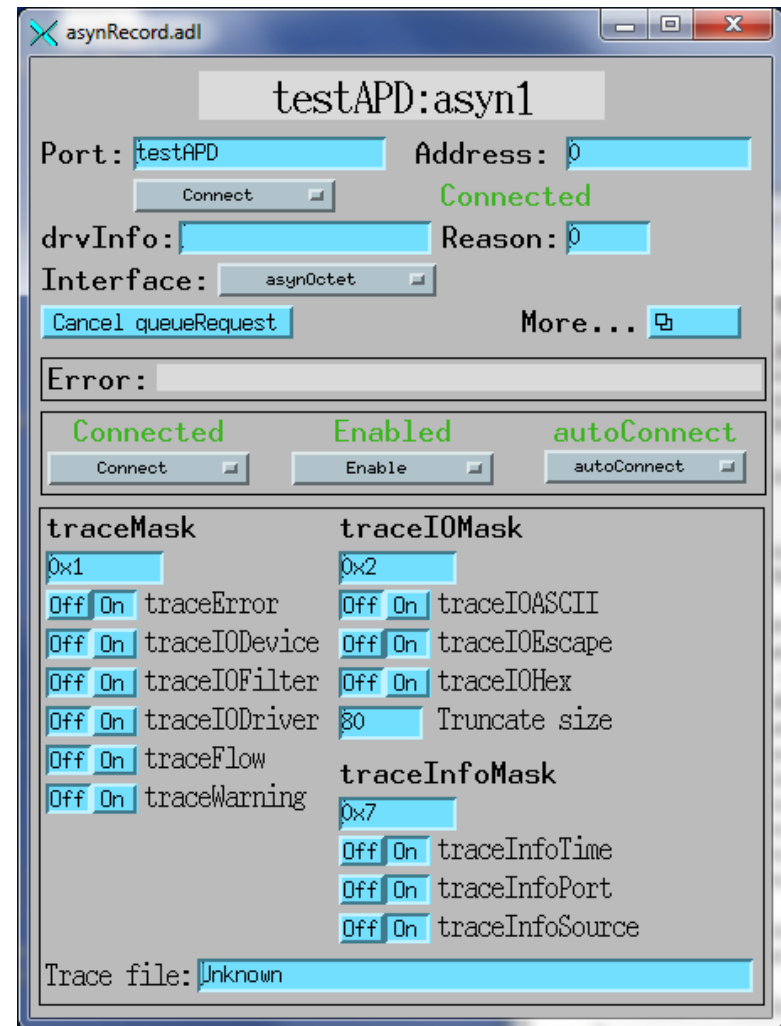 asynRecord.adl
testAPD:asyn1
Port: testAPD Address: 0
Connect Connected
drvInfo: Reason: 0
Interface: asynOctet
Cancel queueRequest More...
Error:
Connected Enabled autoConnect
Connect Enable autoConnect
traceMask traceIOMask
0x1 0x2
Off On traceError Off On traceIOASCII
Off On traceIODevice Off On traceIOEscape
Off On traceIOFilter Off On traceIOHex
Off On traceIODriver 80 Truncate size
Off On traceFlow
traceInfoMask
Off On traceWarning
0x7
Off On traceInfoTime
Off On traceInfoPort
Off On traceInfoSource
Trace file: Unknown